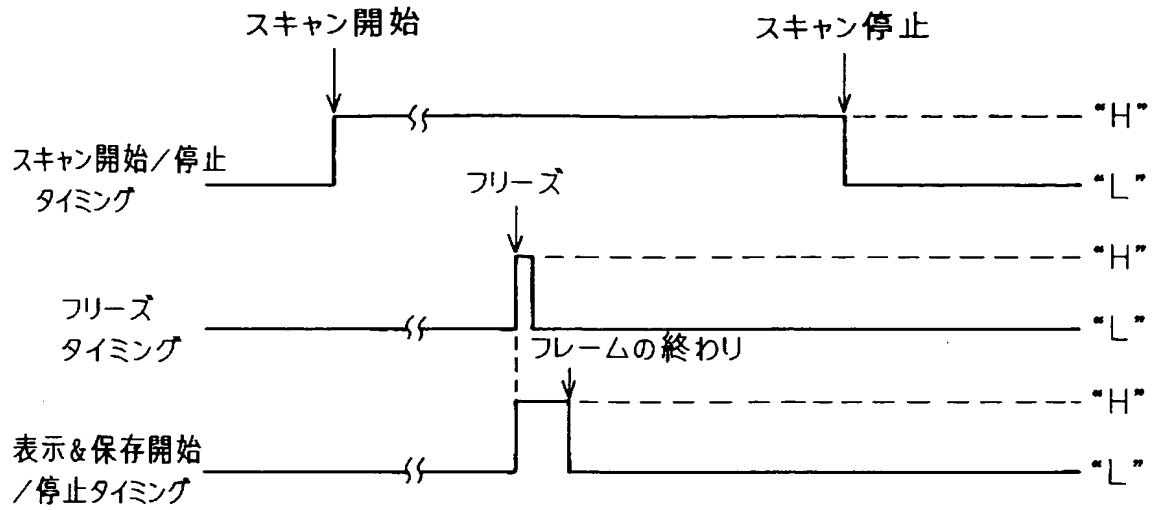 スキャン開始
スキャン停止
“H”
スキャン開始/停止
タイミング
“L”
フリーズ
“H”
フリーズ
タイミング
“L”
フレームの終わり
“H”
表示&保存開始
/停止タイミング
“L”